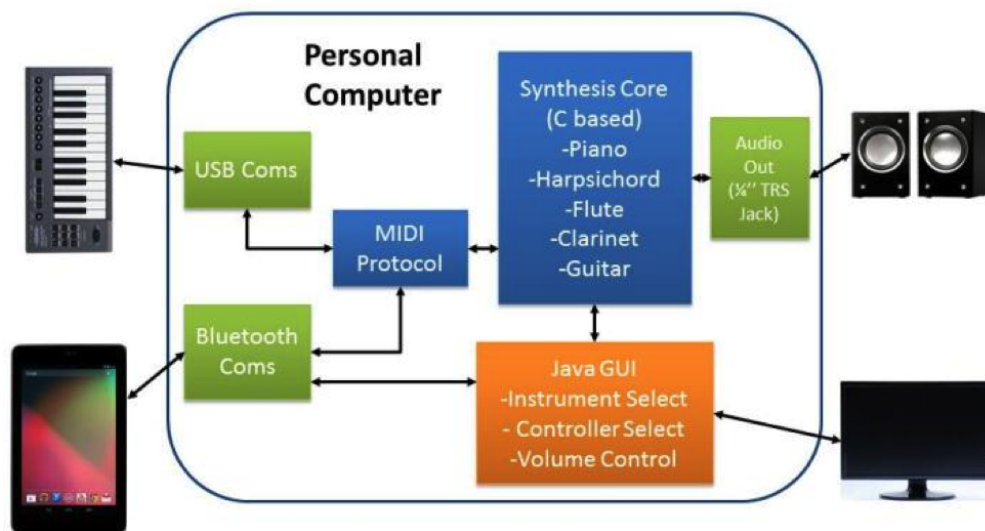 Personal
Computer
Synthesis Core
(C based)
-Piano
-Harpsichord
-Flute
-Clarinet
-Guitar
Audio
Out
(¼’’ TRS
Jack)
USB Coms
MIDI
Protocol
Bluetooth
Coms
Java GUI
-Instrument Select
- Controller Select
-Volume Control